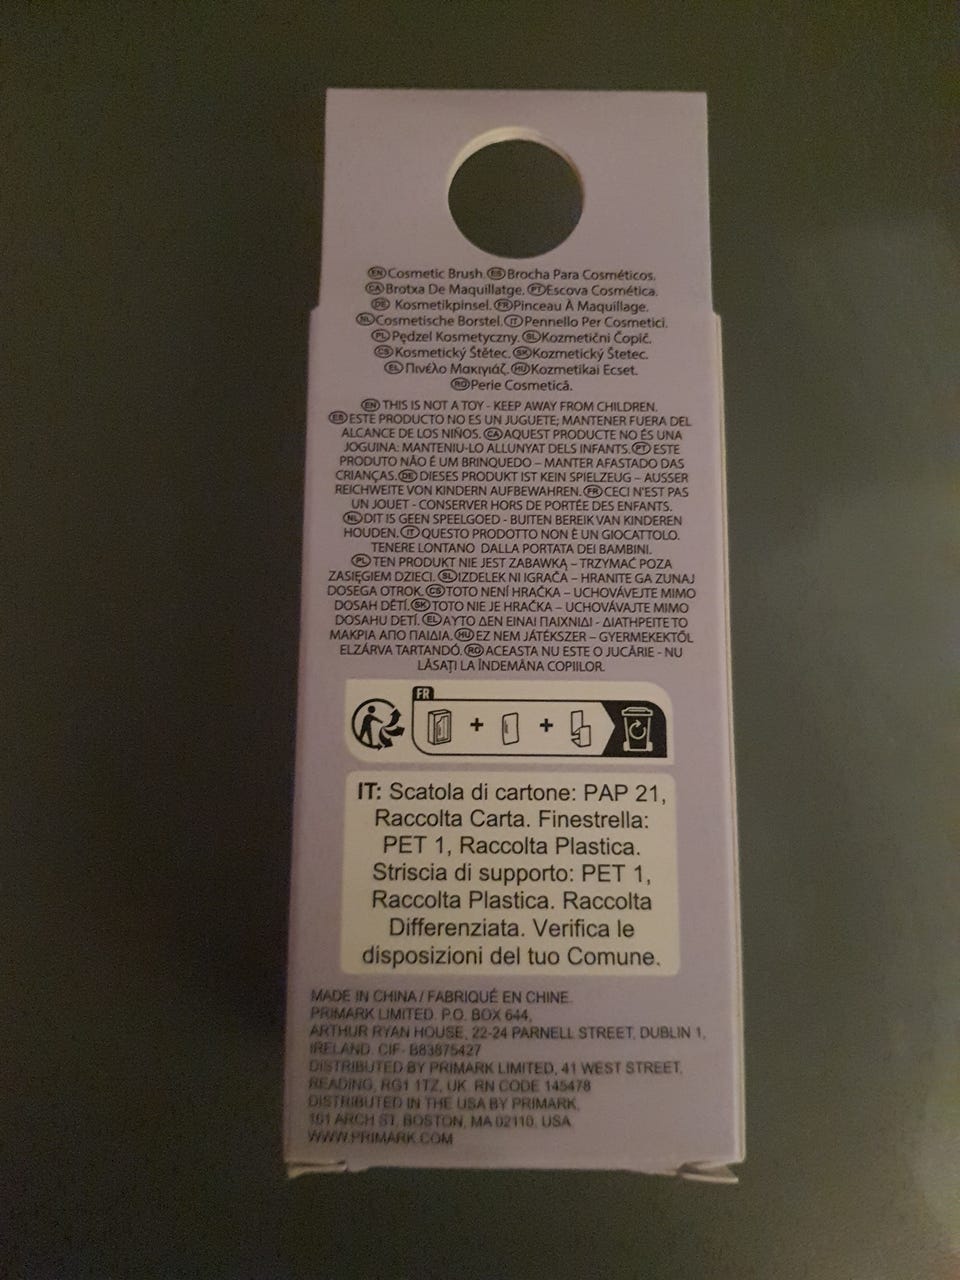 EN Cosmetic Brush. ES Brocha Para Cosméticos.
CA Brotxa De Maquillatge. PT Escova Cosmética.
DE Kosmetikpinsel. FR Pinceau À Maquillage.
NL Cosmetische Borstel. IT Pennello Per Cosmetici.
PL Pędzel Kosmetyczny. SL Kozmetični Čopič.
CS Kosmetický Štětec. SK Kozmetický Štetec.
EL Πινέλο Μακιγιάζ. HU Kozmetikai Ecset.
RO Perie Cosmetică.
EN THIS IS NOT A TOY - KEEP AWAY FROM CHILDREN.
ES ESTE PRODUCTO NO ES UN JUGUETE; MANTENER FUERA DEL
ALCANCE DE LOS NIÑOS. CA AQUEST PRODUCTE NO ÉS UNA
JOGUINA: MANTENIU-LO ALLUNYAT DELS INFANTS. PT ESTE
PRODUTO NÃO É UM BRINQUEDO – MANTER AFASTADO DAS
CRIANÇAS. DE DIESES PRODUKT IST KEIN SPIELZEUG – AUSSER
REICHWEITE VON KINDERN AUFBEWAHREN. FR CECI N'EST PAS
UN JOUET - CONSERVER HORS DE PORTÉE DES ENFANTS.
NL DIT IS GEEN SPEELGOED - BUITEN BEREIK VAN KINDEREN
HOUDEN. IT QUESTO PRODOTTO NON È UN GIOCATTOLO.
TENERE LONTANO DALLA PORTATA DEI BAMBINI.
PL TEN PRODUKT NIE JEST ZABAWKĄ – TRZYMAĆ POZA
ZASIĘGIEM DZIECI. SL IZDELEK NI IGRAČA – HRANITE GA ZUNAJ
DOSEGA OTROK. CS TOTO NENÍ HRAČKA – UCHOVÁVEJTE MIMO
DOSAH DĚTÍ. SK TOTO NIE JE HRAČKA – UCHOVÁVAJTE MIMO
DOSAHU DETÍ. EL ΑΥΤΟ ΔΕΝ ΕΙΝΑΙ ΠΑΙΧΝΙΔΙ - ΔΙΑΤΗΡΕΙΤΕ ΤΟ
ΜΑΚΡΙΑ ΑΠΟ ΠΑΙΔΙΑ. HU EZ NEM JÁTÉKSZER – GYERMEKEKTŐL
ELZÁRVA TARTANDÓ. RO ACEASTA NU ESTE O JUCĂRIE - NU
LĂSAȚI LA ÎNDEMÂNA COPIILOR.
FR
+ +
IT: Scatola di cartone: PAP 21,
Raccolta Carta. Finestrella:
PET 1, Raccolta Plastica.
Striscia di supporto: PET 1,
Raccolta Plastica. Raccolta
Differenziata. Verifica le
disposizioni del tuo Comune.
MADE IN CHINA / FABRIQUÉ EN CHINE.
PRIMARK LIMITED. P.O. BOX 644,
ARTHUR RYAN HOUSE, 22-24 PARNELL STREET, DUBLIN 1,
IRELAND. CIF- B83875427
DISTRIBUTED BY PRIMARK LIMITED, 41 WEST STREET,
READING, RG1 1TZ, UK. RN CODE 145478
DISTRIBUTED IN THE USA BY PRIMARK,
101 ARCH ST, BOSTON, MA 02110, USA.
WWW.PRIMARK.COM